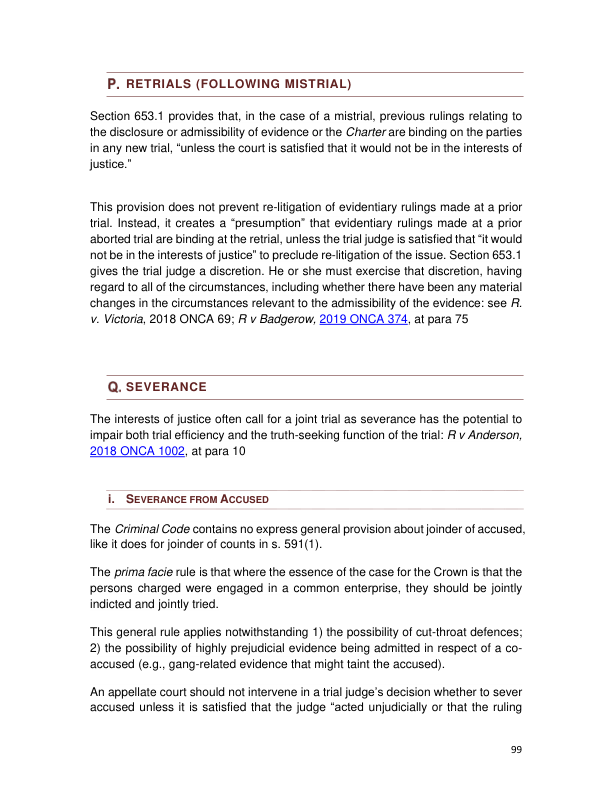 P. RETRIALS (FOLLOWING MISTRIAL)
Section 653.1 provides that, in the case of a mistrial, previous rulings relating to
the disclosure or admissibility of evidence or the Charter are binding on the parties
in any new trial, “unless the court is satisfied that it would not be in the interests of
justice.”
This provision does not prevent re-litigation of evidentiary rulings made at a prior
trial. Instead, it creates a “presumption” that evidentiary rulings made at a prior
aborted trial are binding at the retrial, unless the trial judge is satisfied that “it would
not be in the interests of justice” to preclude re-litigation of the issue. Section 653.1
gives the trial judge a discretion. He or she must exercise that discretion, having
regard to all of the circumstances, including whether there have been any material
changes in the circumstances relevant to the admissibility of the evidence: see R.
v. Victoria, 2018 ONCA 69; R v Badgerow, 2019 ONCA 374, at para 75
Q. SEVERANCE
The interests of justice often call for a joint trial as severance has the potential to
impair both trial efficiency and the truth-seeking function of the trial: R v Anderson,
2018 ONCA 1002, at para 10
i. SEVERANCE FROM ACCUSED
The Criminal Code contains no express general provision about joinder of accused,
like it does for joinder of counts in s. 591(1).
The prima facie rule is that where the essence of the case for the Crown is that the
persons charged were engaged in a common enterprise, they should be jointly
indicted and jointly tried.
This general rule applies notwithstanding 1) the possibility of cut-throat defences;
2) the possibility of highly prejudicial evidence being admitted in respect of a co-
accused (e.g., gang-related evidence that might taint the accused).
An appellate court should not intervene in a trial judge’s decision whether to sever
accused unless it is satisfied that the judge “acted unjudicially or that the ruling
99